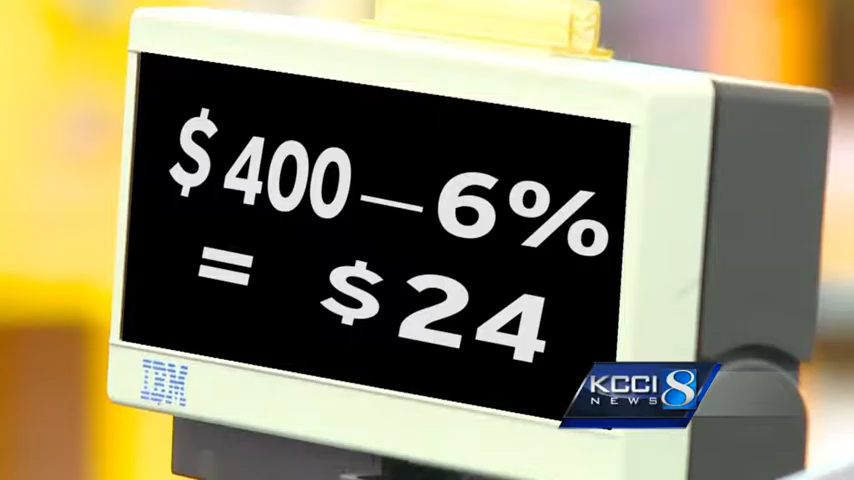 $400 — 6%
= $24
IBM
KCCI 8
NEWS